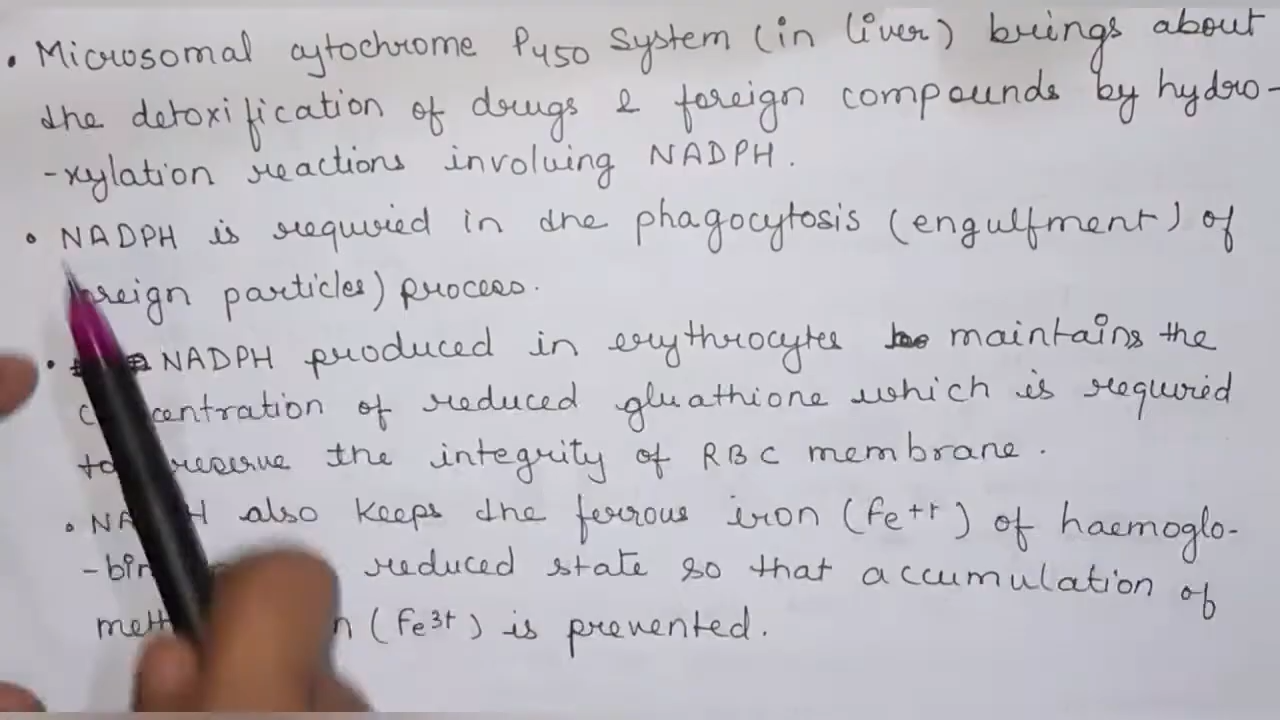 • Microsomal cytochrome P450 System (in liver) brings about
the detoxification of drugs & foreign compounds by hydro-
-xylation reactions involving NADPH.
• NADPH is required in the phagocytosis (engulfment) of
particles) process.
• NADPH produced in erythrocytes maintains the
of reduced gluathione which is required
the integrity of RBC membrane.
• also keeps the ferrous iron (Fe++) of haemoglo-
-bin reduced state so that accumulation of
(Fe3+) is prevented.